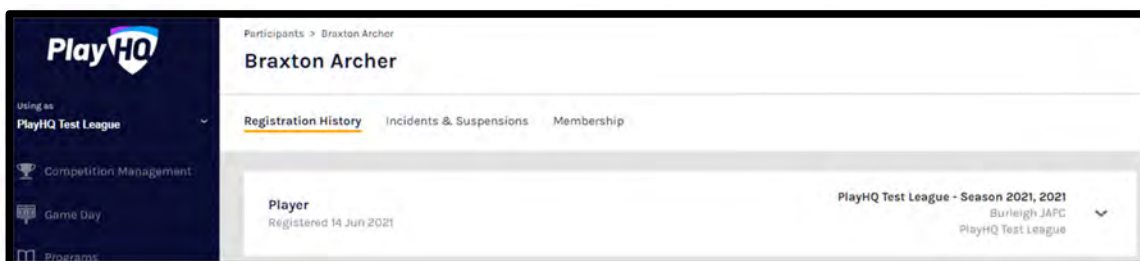 PlayHQ
Using as
PlayHQ Test League
Competition Management
Game Day
Programs
Participants > Braxton Archer
Braxton Archer
Registration History Incidents & Suspensions Membership
Player
Registered 14 Jun 2021
PlayHQ Test League - Season 2021, 2021
Burleigh JAFC
PlayHQ Test League